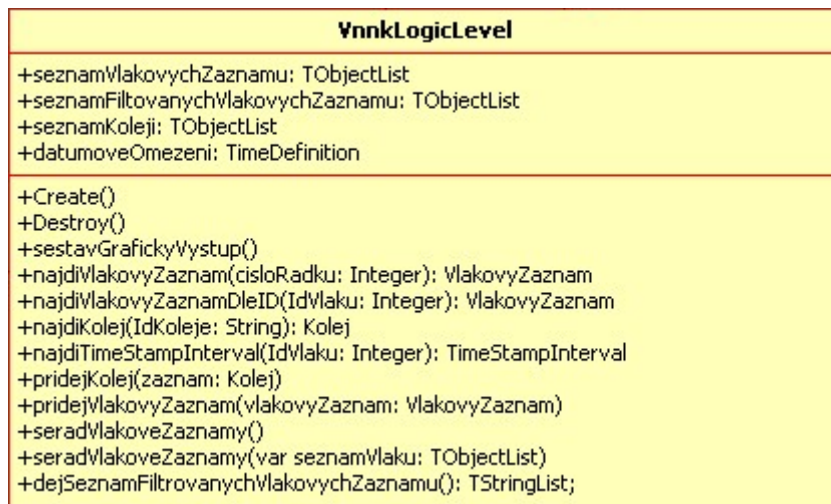 VnnkLogicLevel
+seznamVlakovychZaznamu: TObjectList
+seznamFiltovanychVlakovychZaznamu: TObjectList
+seznamKoleji: TObjectList
+datumoveOmezeni: TimeDefinition
+Create()
+Destroy()
+sestavGrafickyVystup()
+najdiVlakovyZaznam(cisloRadku: Integer): VlakovyZaznam
+najdiVlakovyZaznamDleID(IdVlaku: Integer): VlakovyZaznam
+najdiKolej(IdKoleje: String): Kolej
+najdiTimeStampInterval(IdVlaku: Integer): TimeStampInterval
+pridejKolej(zaznam: Kolej)
+pridejVlakovyZaznam(vlakovyZaznam: VlakovyZaznam)
+seradVlakoveZaznamy()
+seradVlakoveZaznamy(var seznamVlaku: TObjectList)
+dejSeznamFiltrovanychVlakovychZaznamu(): TStringList;